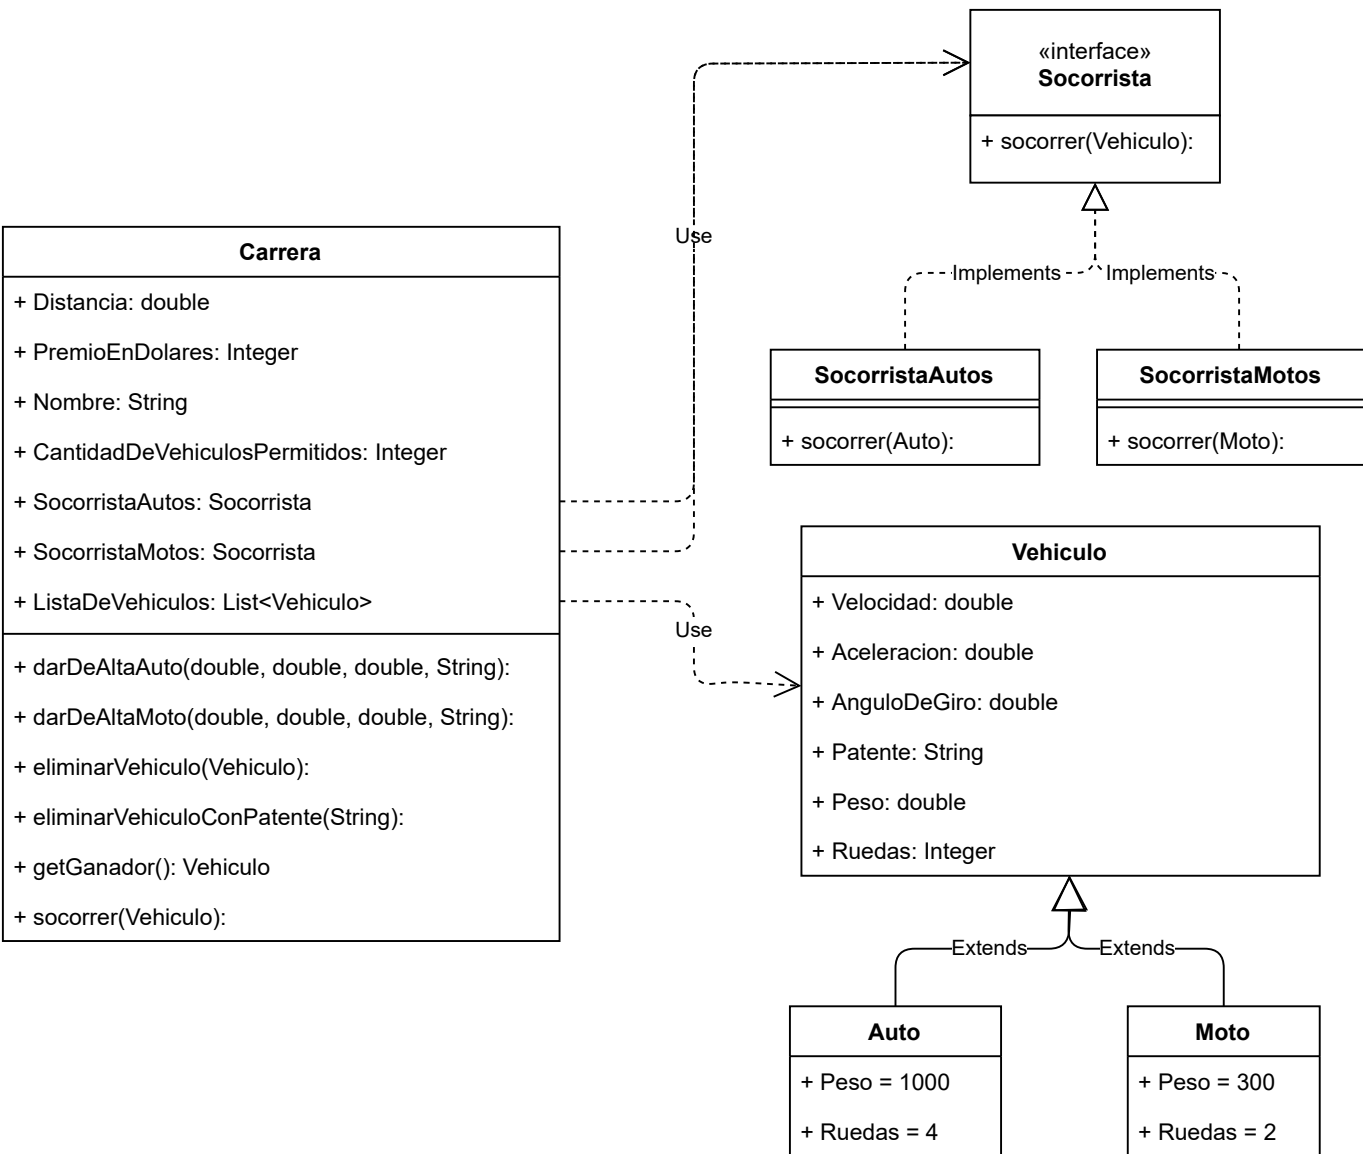 «interface»
Socorrista
+ socorrer(Vehiculo):
Use
Implements
Implements
Carrera
+ Distancia: double
+ PremioEnDolares: Integer
+ Nombre: String
+ CantidadDeVehiculosPermitidos: Integer
+ SocorristaAutos: Socorrista
+ SocorristaMotos: Socorrista
+ ListaDeVehiculos: List<Vehiculo>
+ darDeAltaAuto(double, double, double, String):
+ darDeAltaMoto(double, double, double, String):
+ eliminarVehiculo(Vehiculo):
+ eliminarVehiculoConPatente(String):
+ getGanador(): Vehiculo
+ socorrer(Vehiculo):
SocorristaAutos
+ socorrer(Auto):
SocorristaMotos
+ socorrer(Moto):
Use
Vehiculo
+ Velocidad: double
+ Aceleracion: double
+ AnguloDeGiro: double
+ Patente: String
+ Peso: double
+ Ruedas: Integer
Extends
Extends
Auto
+ Peso = 1000
+ Ruedas = 4
Moto
+ Peso = 300
+ Ruedas = 2